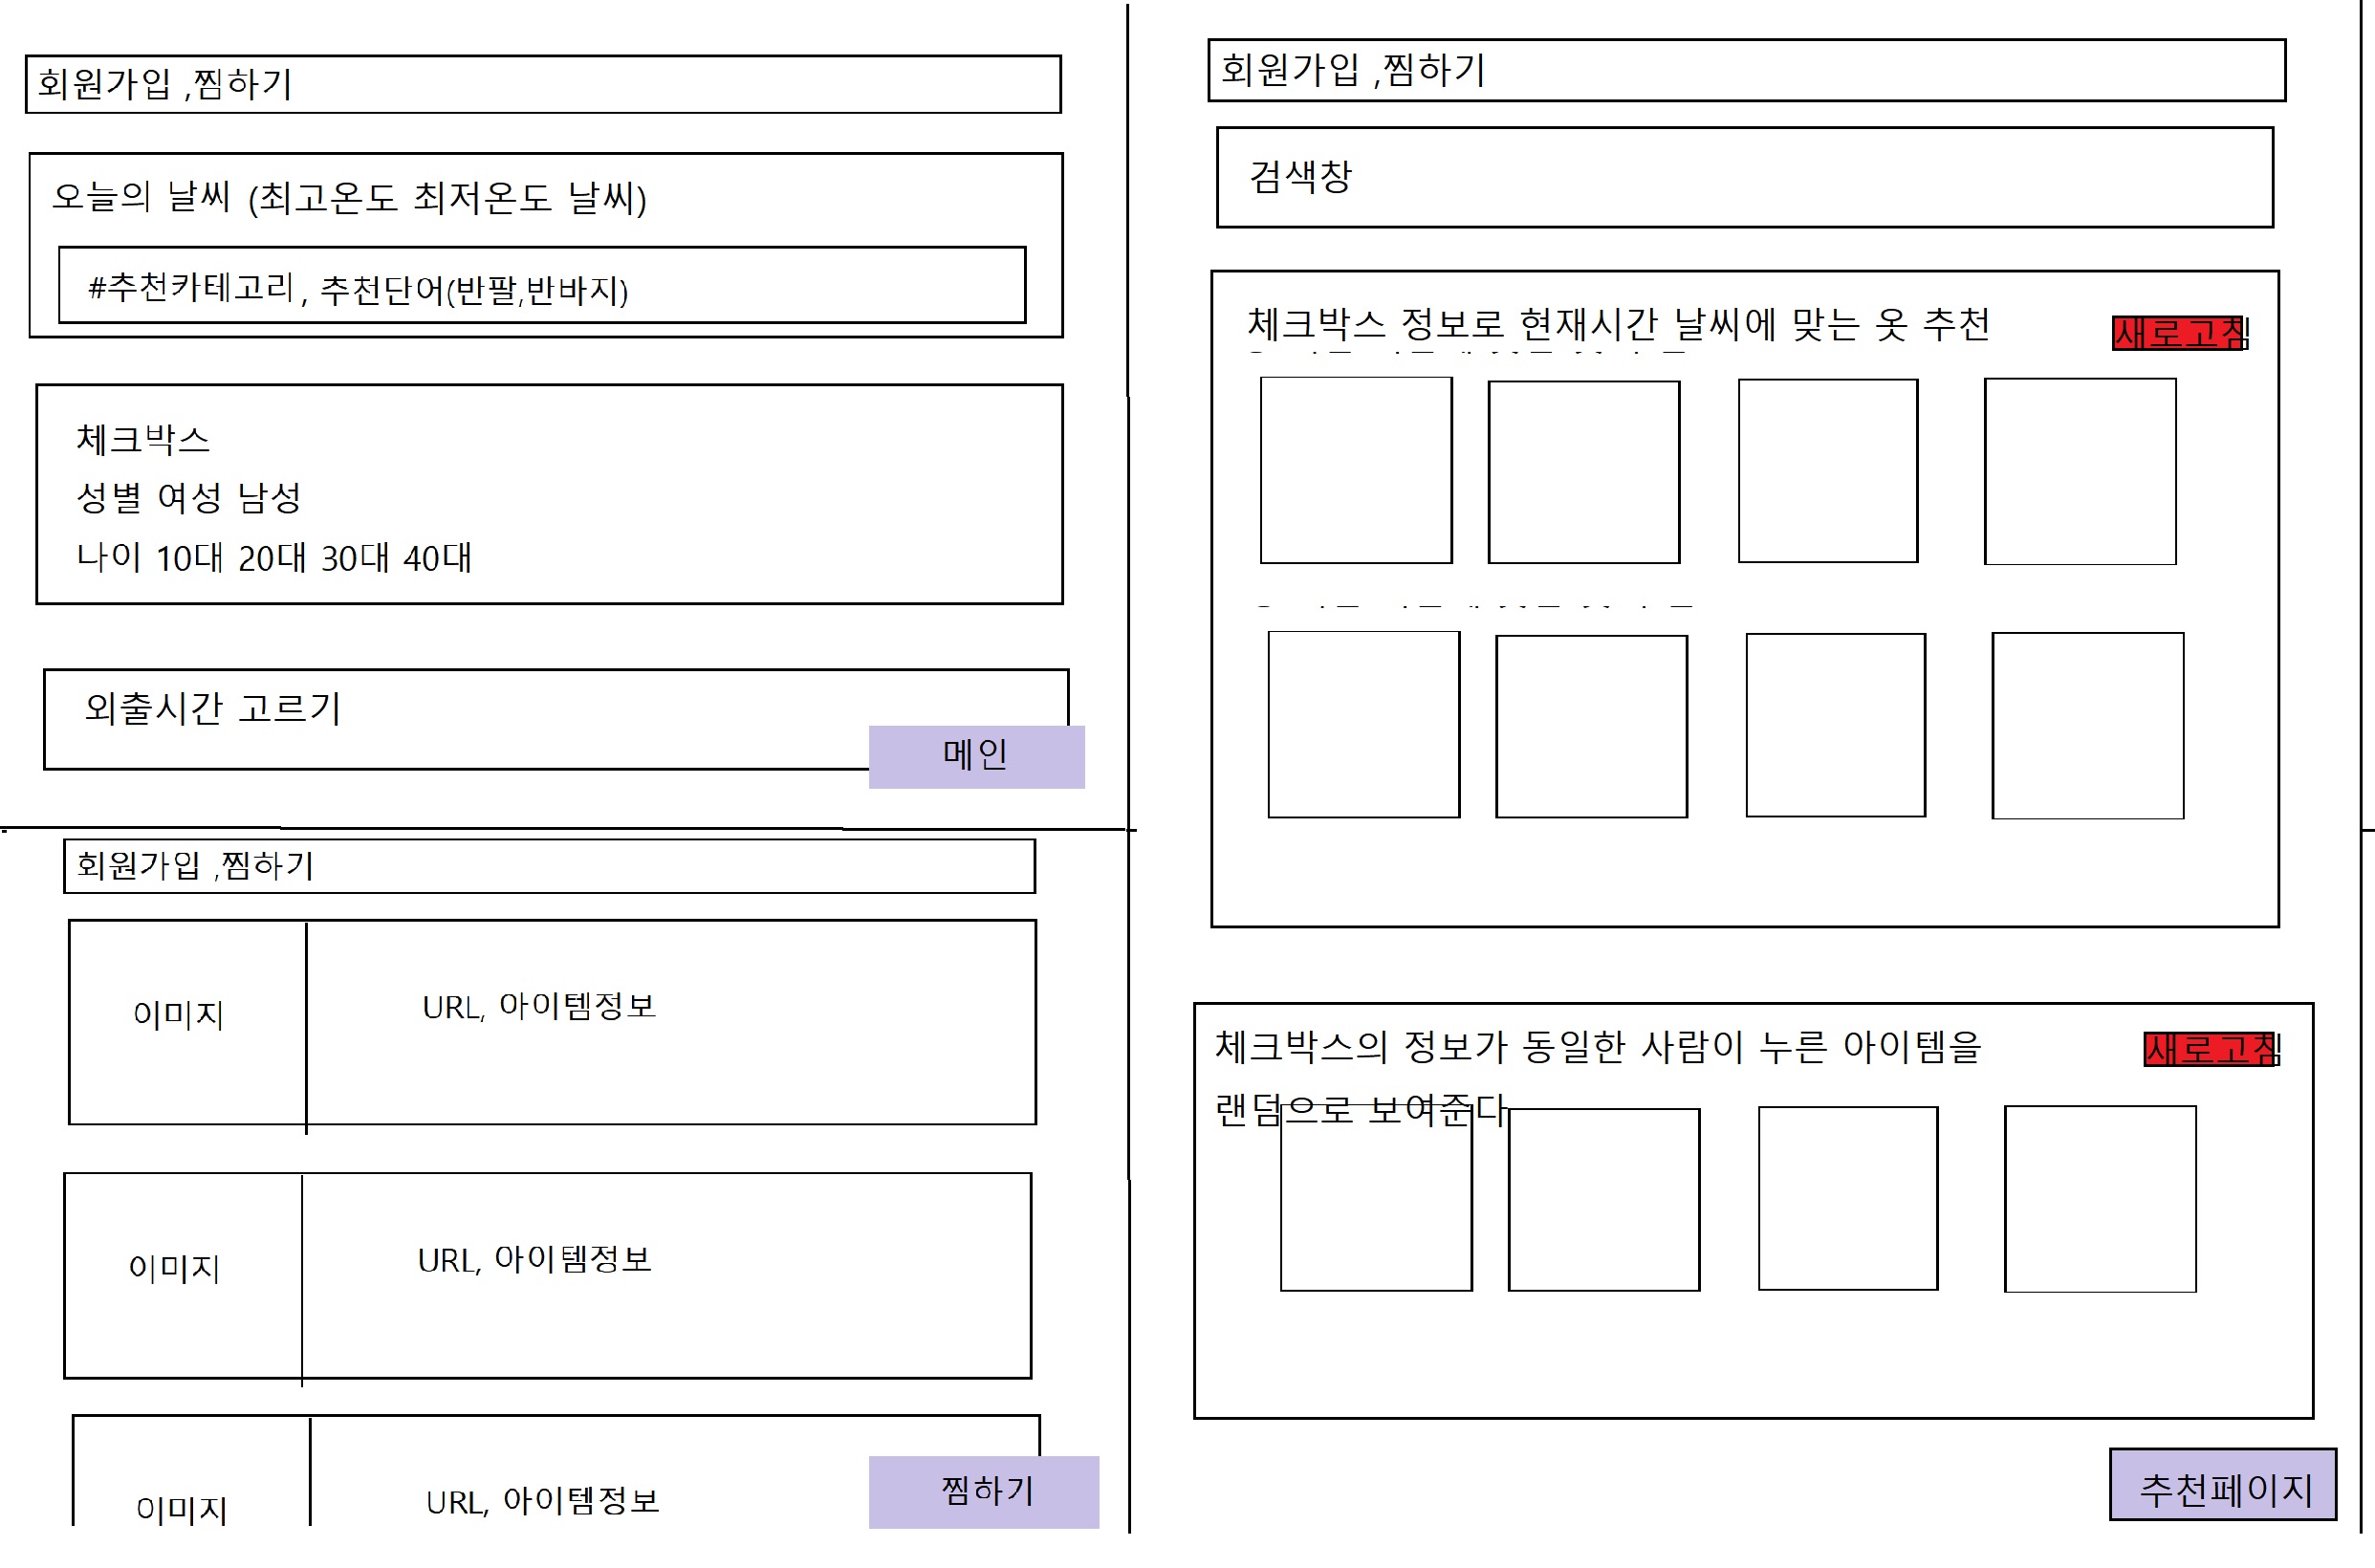 회원가입 ,찜하기
오늘의 날씨 (최고온도 최저온도 날씨)
#추천카테고리, 추천단어(반팔,반바지)
체크박스
성별 여성 남성
나이 10대 20대 30대 40대
외출시간 고르기
메인
회원가입 ,찜하기
이미지
URL, 아이템정보
이미지
URL, 아이템정보
이미지
URL, 아이템정보
찜하기
회원가입 ,찜하기
검색창
체크박스 정보로 현재시간 날씨에 맞는 옷 추천
새로고침
체크박스의 정보가 동일한 사람이 누른 아이템을
새로고침
랜덤으로 보여준다
추천페이지